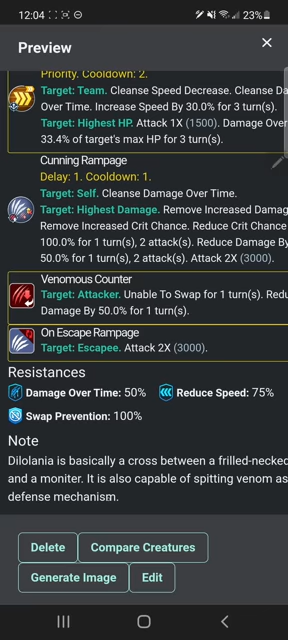 12:04 23%
Preview ×
Priority. Cooldown: 2.
Target: Team. Cleanse Speed Decrease. Cleanse Da
Over Time. Increase Speed By 30.0% for 3 turn(s).
Target: Highest HP. Attack 1X (1500). Damage Over
33.4% of target's max HP for 3 turn(s).
Cunning Rampage
Delay: 1. Cooldown: 1.
Target: Self. Cleanse Damage Over Time.
Target: Highest Damage. Remove Increased Damag
Remove Increased Crit Chance. Reduce Crit Chance
100.0% for 1 turn(s), 2 attack(s). Reduce Damage By
50.0% for 1 turn(s), 2 attack(s). Attack 2X (3000).
Venomous Counter
Target: Attacker. Unable To Swap for 1 turn(s). Redu
Damage By 50.0% for 1 turn(s).
On Escape Rampage
Target: Escapee. Attack 2X (3000).
Resistances
Damage Over Time: 50% Reduce Speed: 75%
Swap Prevention: 100%
Note
Dilolania is basically a cross between a frilled-necked
and a moniter. It is also capable of spitting venom as
defense mechanism.
Delete Compare Creatures
Generate Image Edit